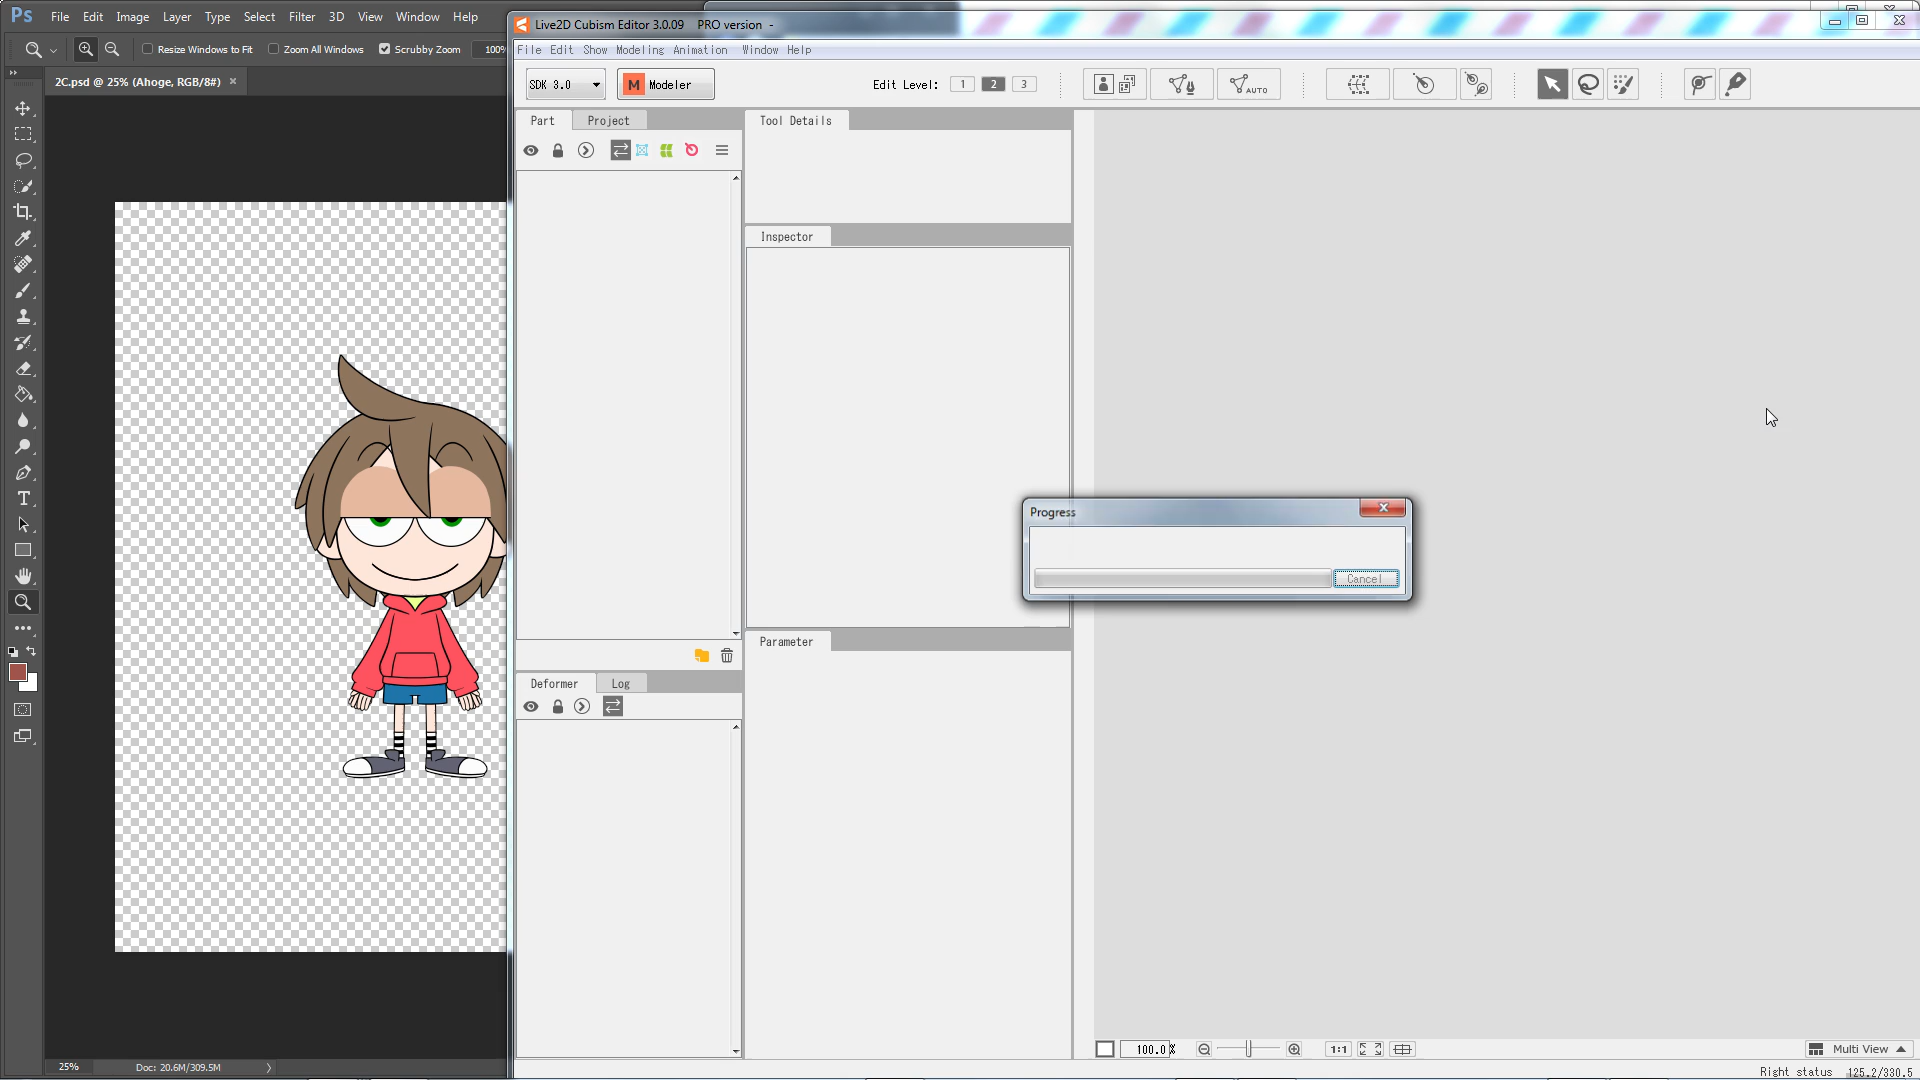 Ps File Edit Image Layer Type Select Filter 3D View Window Help
Resize Windows to Fit Zoom All Windows Scrubby Zoom 100%
2C.psd @ 25% (Ahoge, RGB/8#) ×
25% Doc: 20.6M/309.5M
Live2D Cubism Editor 3.0.09 PRO version -
File Edit Show Modeling Animation Window Help
SDK 3.0 M Modeler Edit Level: 1 2 3 AUTO
Part Project
Tool Details
Inspector
Parameter
Deformer Log
Progress
Cancel
100.0% 1:1 Multi View
Right status 125.2/330.5